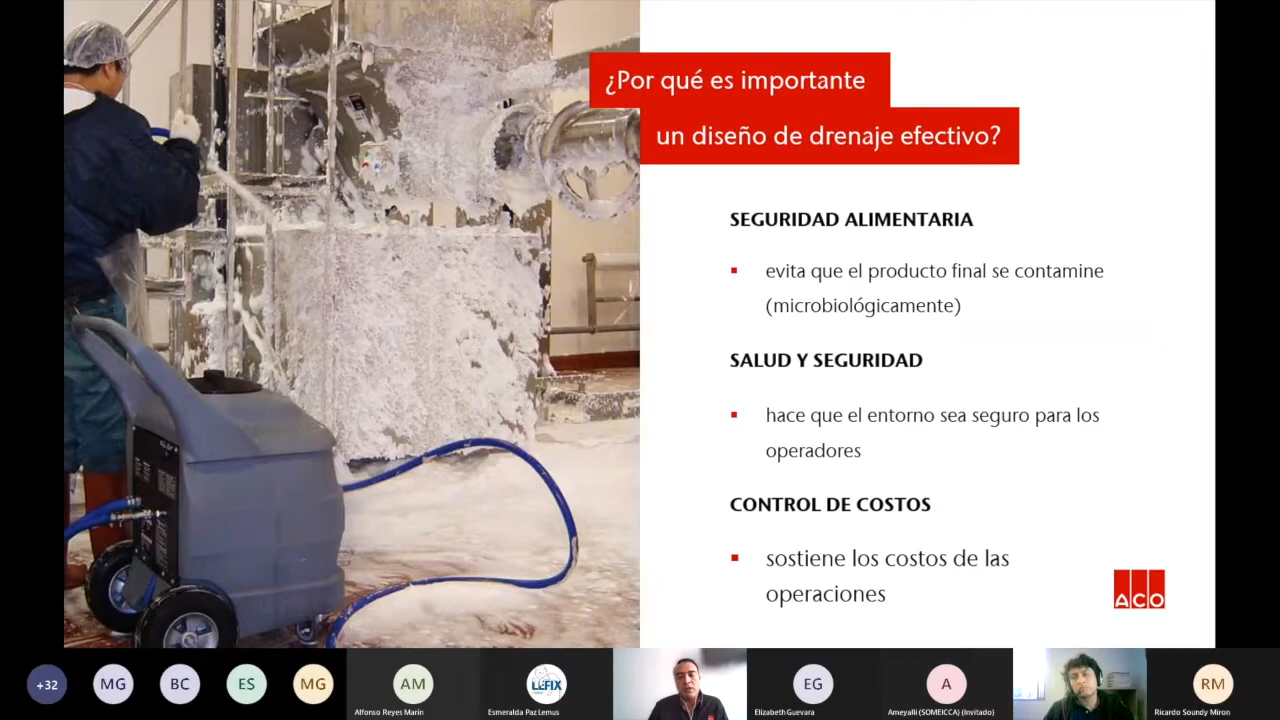 ¿Por qué es importante
un diseño de drenaje efectivo?
SEGURIDAD ALIMENTARIA
evita que el producto final se contamine
(microbiológicamente)
SALUD Y SEGURIDAD
hace que el entorno sea seguro para los
operadores
CONTROL DE COSTOS
sostiene los costos de las
operaciones
ACO
+32
MG
BC
ES
MG
AM
LEFIX
EG
A
RM
Alfonso Reyes Marin
Esmeralda Paz Lemus
Elizabeth Guevara
Ameyalli (SOMEICCA) (Invitado)
Ricardo Soundy Miron